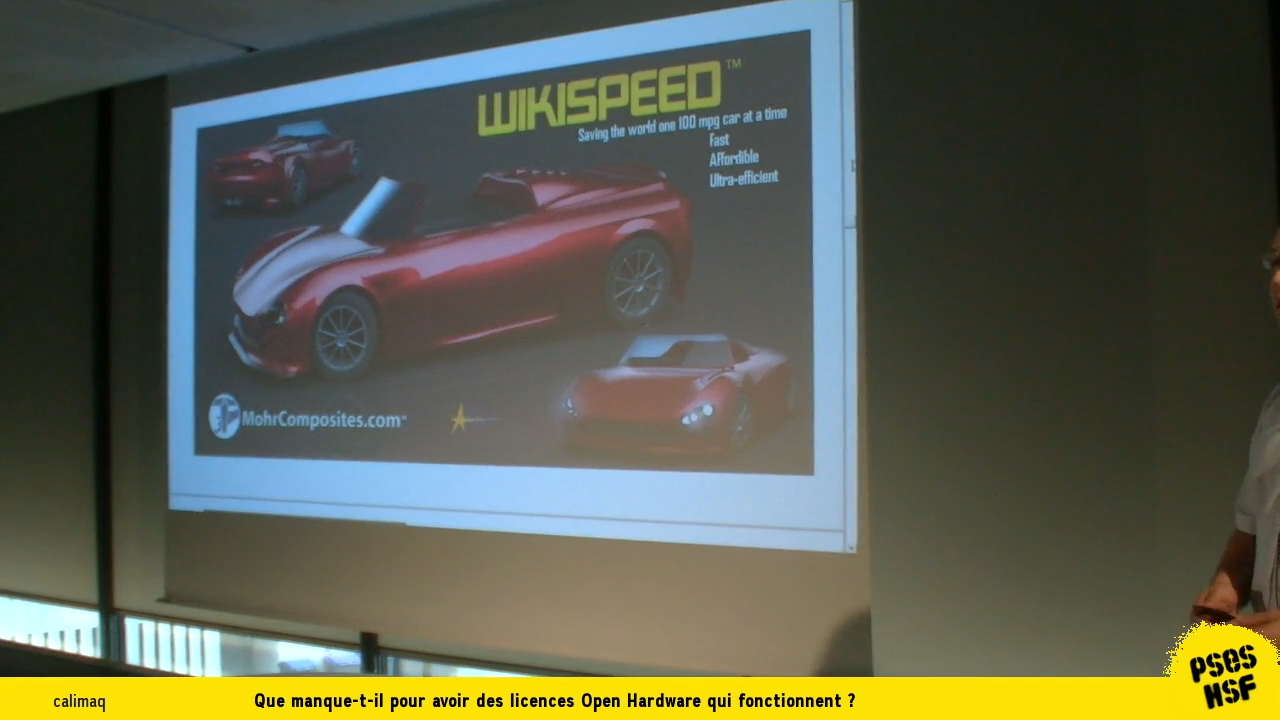 WIKISPEED™
Saving the world one 100 mpg car at a time
Fast
Affordible
Ultra-efficient
MohrComposites.com
calimaq
Que manque-t-il pour avoir des licences Open Hardware qui fonctionnent ?
PSES
HSF